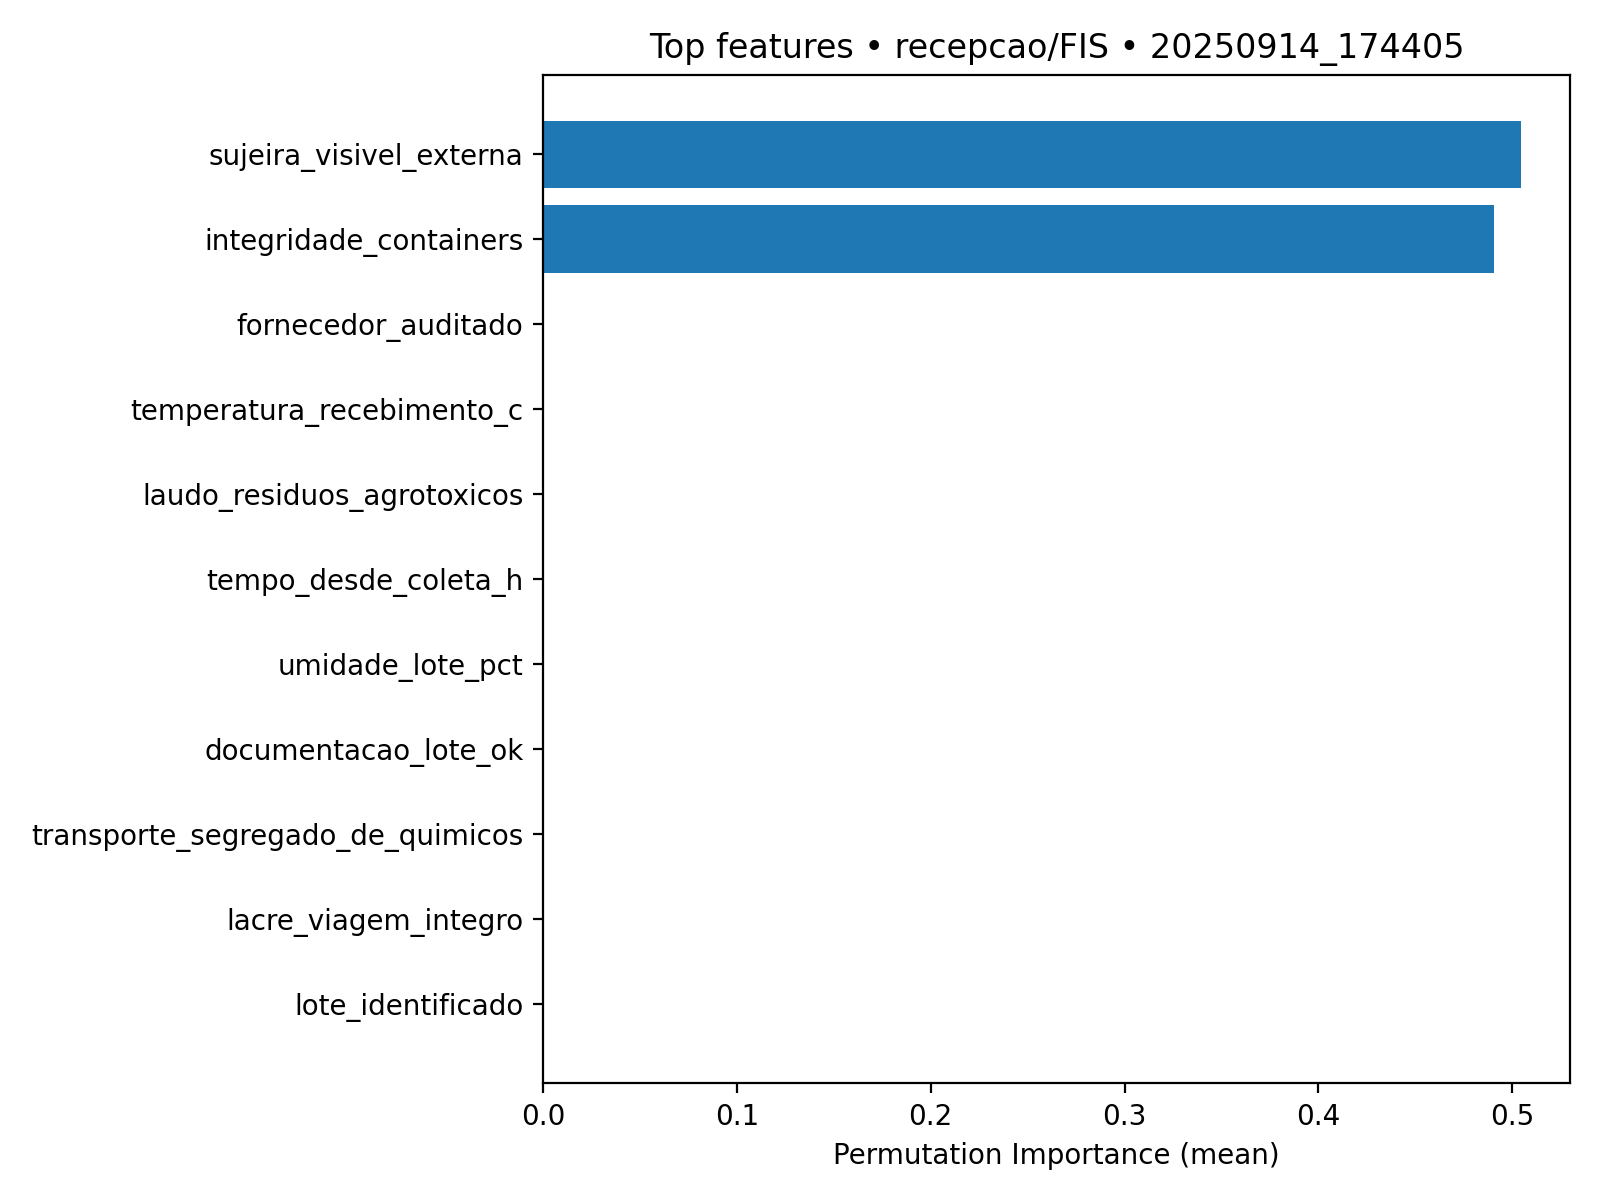 Top features • recepcao/FIS • 20250914_174405
sujeira_visivel_externa
integridade_containers
fornecedor_auditado
temperatura_recebimento_c
laudo_residuos_agrotoxicos
tempo_desde_coleta_h
umidade_lote_pct
documentacao_lote_ok
transporte_segregado_de_quimicos
lacre_viagem_integro
lote_identificado
0.0 0.1 0.2 0.3 0.4 0.5
Permutation Importance (mean)